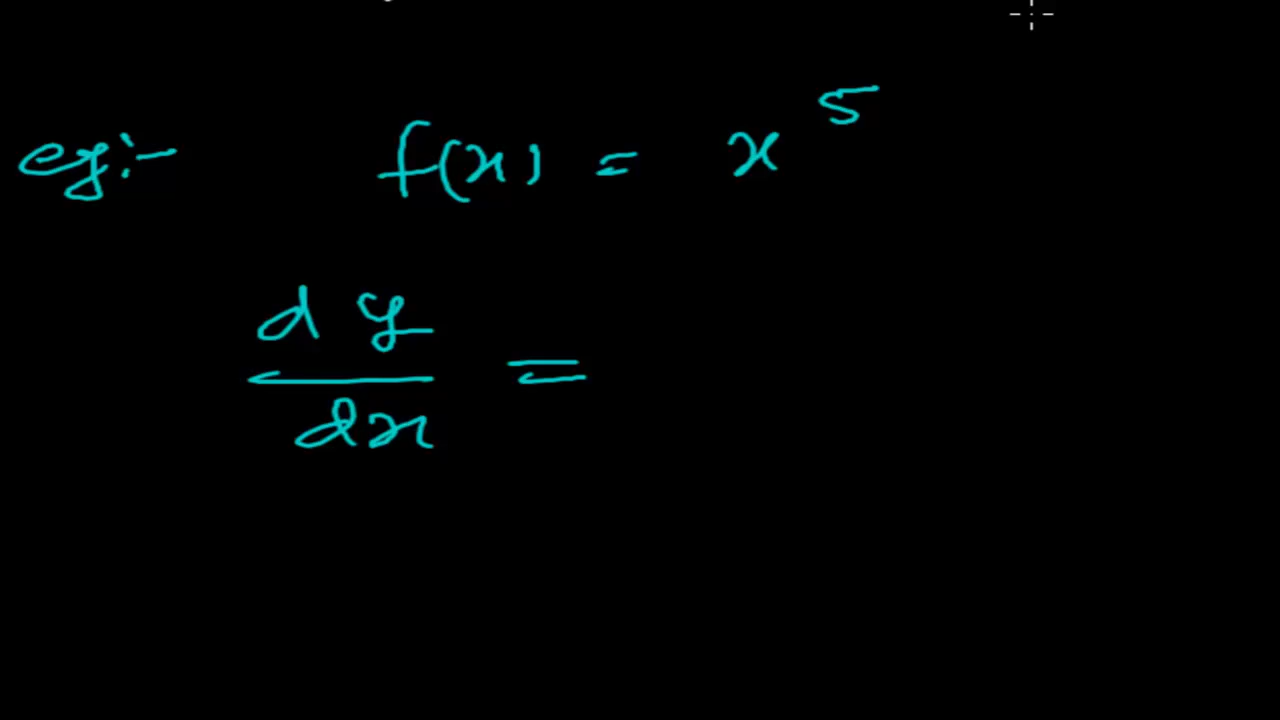 eg:- f(x) = x^5
dy/dx =